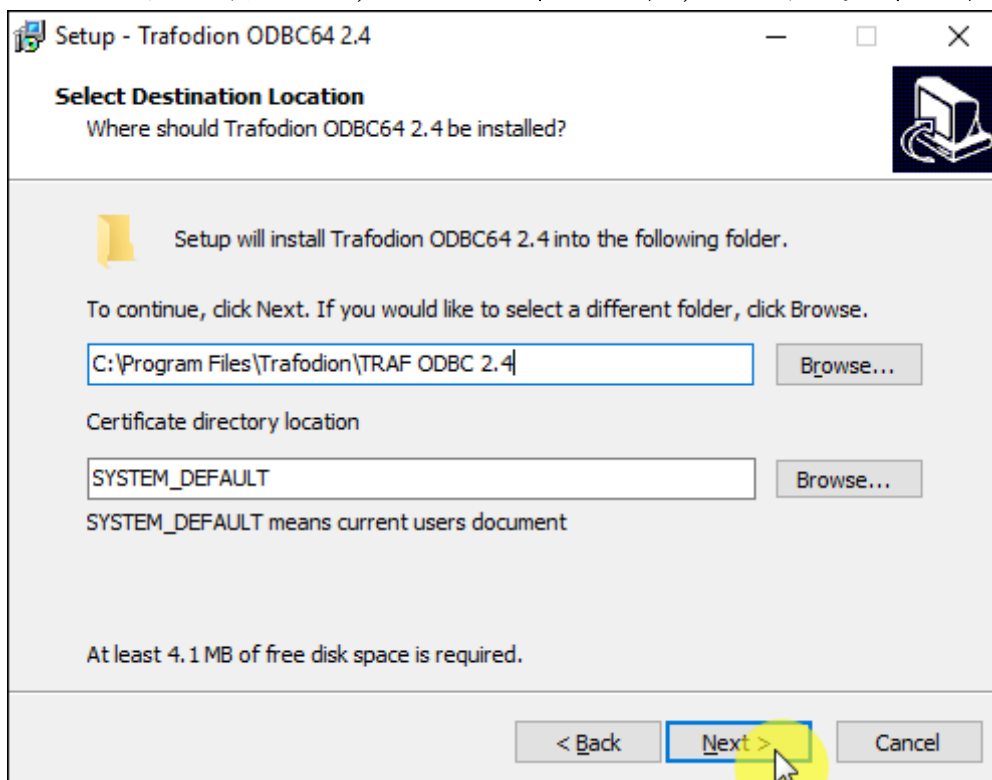 Setup - Trafodion ODBC64 2.4
Select Destination Location
Where should Trafodion ODBC64 2.4 be installed?
Setup will install Trafodion ODBC64 2.4 into the following folder.
To continue, click Next. If you would like to select a different folder, click Browse.
C:\Program Files\Trafodion\TRAF ODBC 2.4
Browse...
Certificate directory location
SYSTEM_DEFAULT
Browse...
SYSTEM_DEFAULT means current users document
At least 4.1 MB of free disk space is required.
< Back
Next >
Cancel